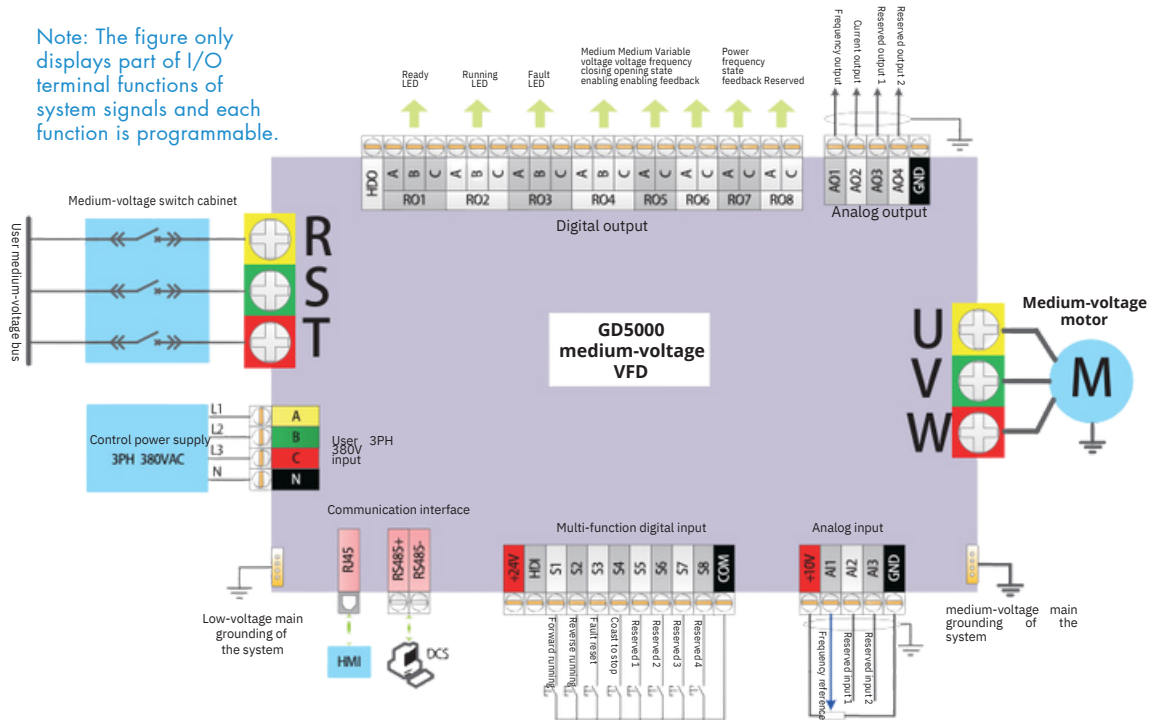 Note: The figure only
displays part of I/O
terminal functions of
system signals and each
function is programmable.
Ready
LED
Running
LED
Fault
LED
Medium Medium Variable
voltage voltage frequency
closing opening state
enabling enabling feedback
Power
frequency
state
feedback Reserved
Frequency output
Current output
Reserved output 1
Reserved output 2
HDO A B C A B C A B C A B C A C A C A C A C
RO1 RO2 RO3 RO4 RO5 RO6 RO7 RO8
Digital output
AO1 AO2 AO3 AO4 GND
Analog output
Medium-voltage switch cabinet
User medium-voltage bus
R
S
T
GD5000
medium-voltage
VFD
U
V
W
Medium-voltage
motor
M
Control power supply
3PH 380VAC
L1
L2
L3
N
A
B
C
N
User 3PH
380V
input
Communication interface
RJ45
RS485+
RS485-
HMI
DCS
Low-voltage main
grounding of
the system
Multi-function digital input
+24V HDI S1 S2 S3 S4 S5 S6 S7 S8 COM
Forward running
Reverse running
Fault reset
Coast to stop
Reserved 1
Reserved 2
Reserved 3
Reserved 4
Analog input
+10V AI1 AI2 AI3 GND
Frequency reference
Reserved input 1
Reserved input 2
medium-voltage main
grounding of the
system